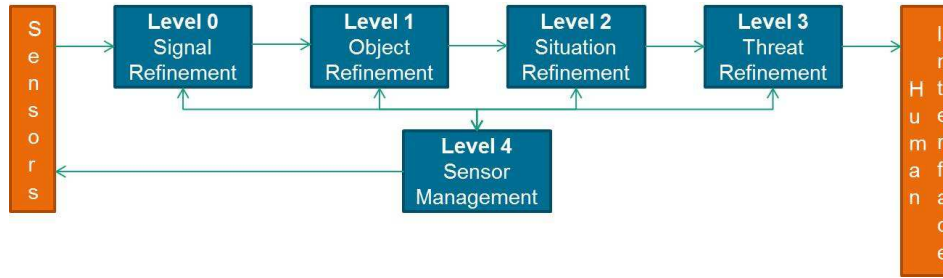 Sensors
Level 0
Signal
Refinement
Level 1
Object
Refinement
Level 2
Situation
Refinement
Level 3
Threat
Refinement
Human
Interface
Level 4
Sensor
Management